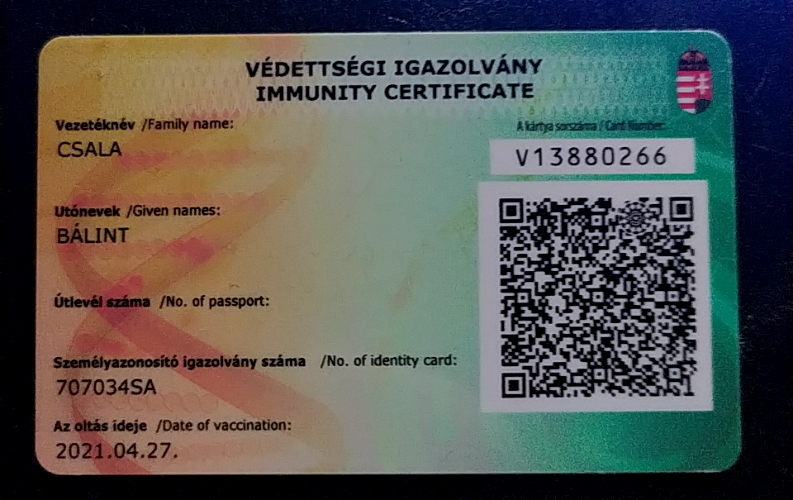 VÉDETTSÉGI IGAZOLVÁNY
IMMUNITY CERTIFICATE
Vezetéknév /Family name:
CSALA
A kártya sorszáma / Card Number:
V13880266
Utónevek /Given names:
BÁLINT
Útlevél száma /No. of passport:
Személyazonosító igazolvány száma /No. of identity card:
707034SA
Az oltás ideje /Date of vaccination:
2021.04.27.